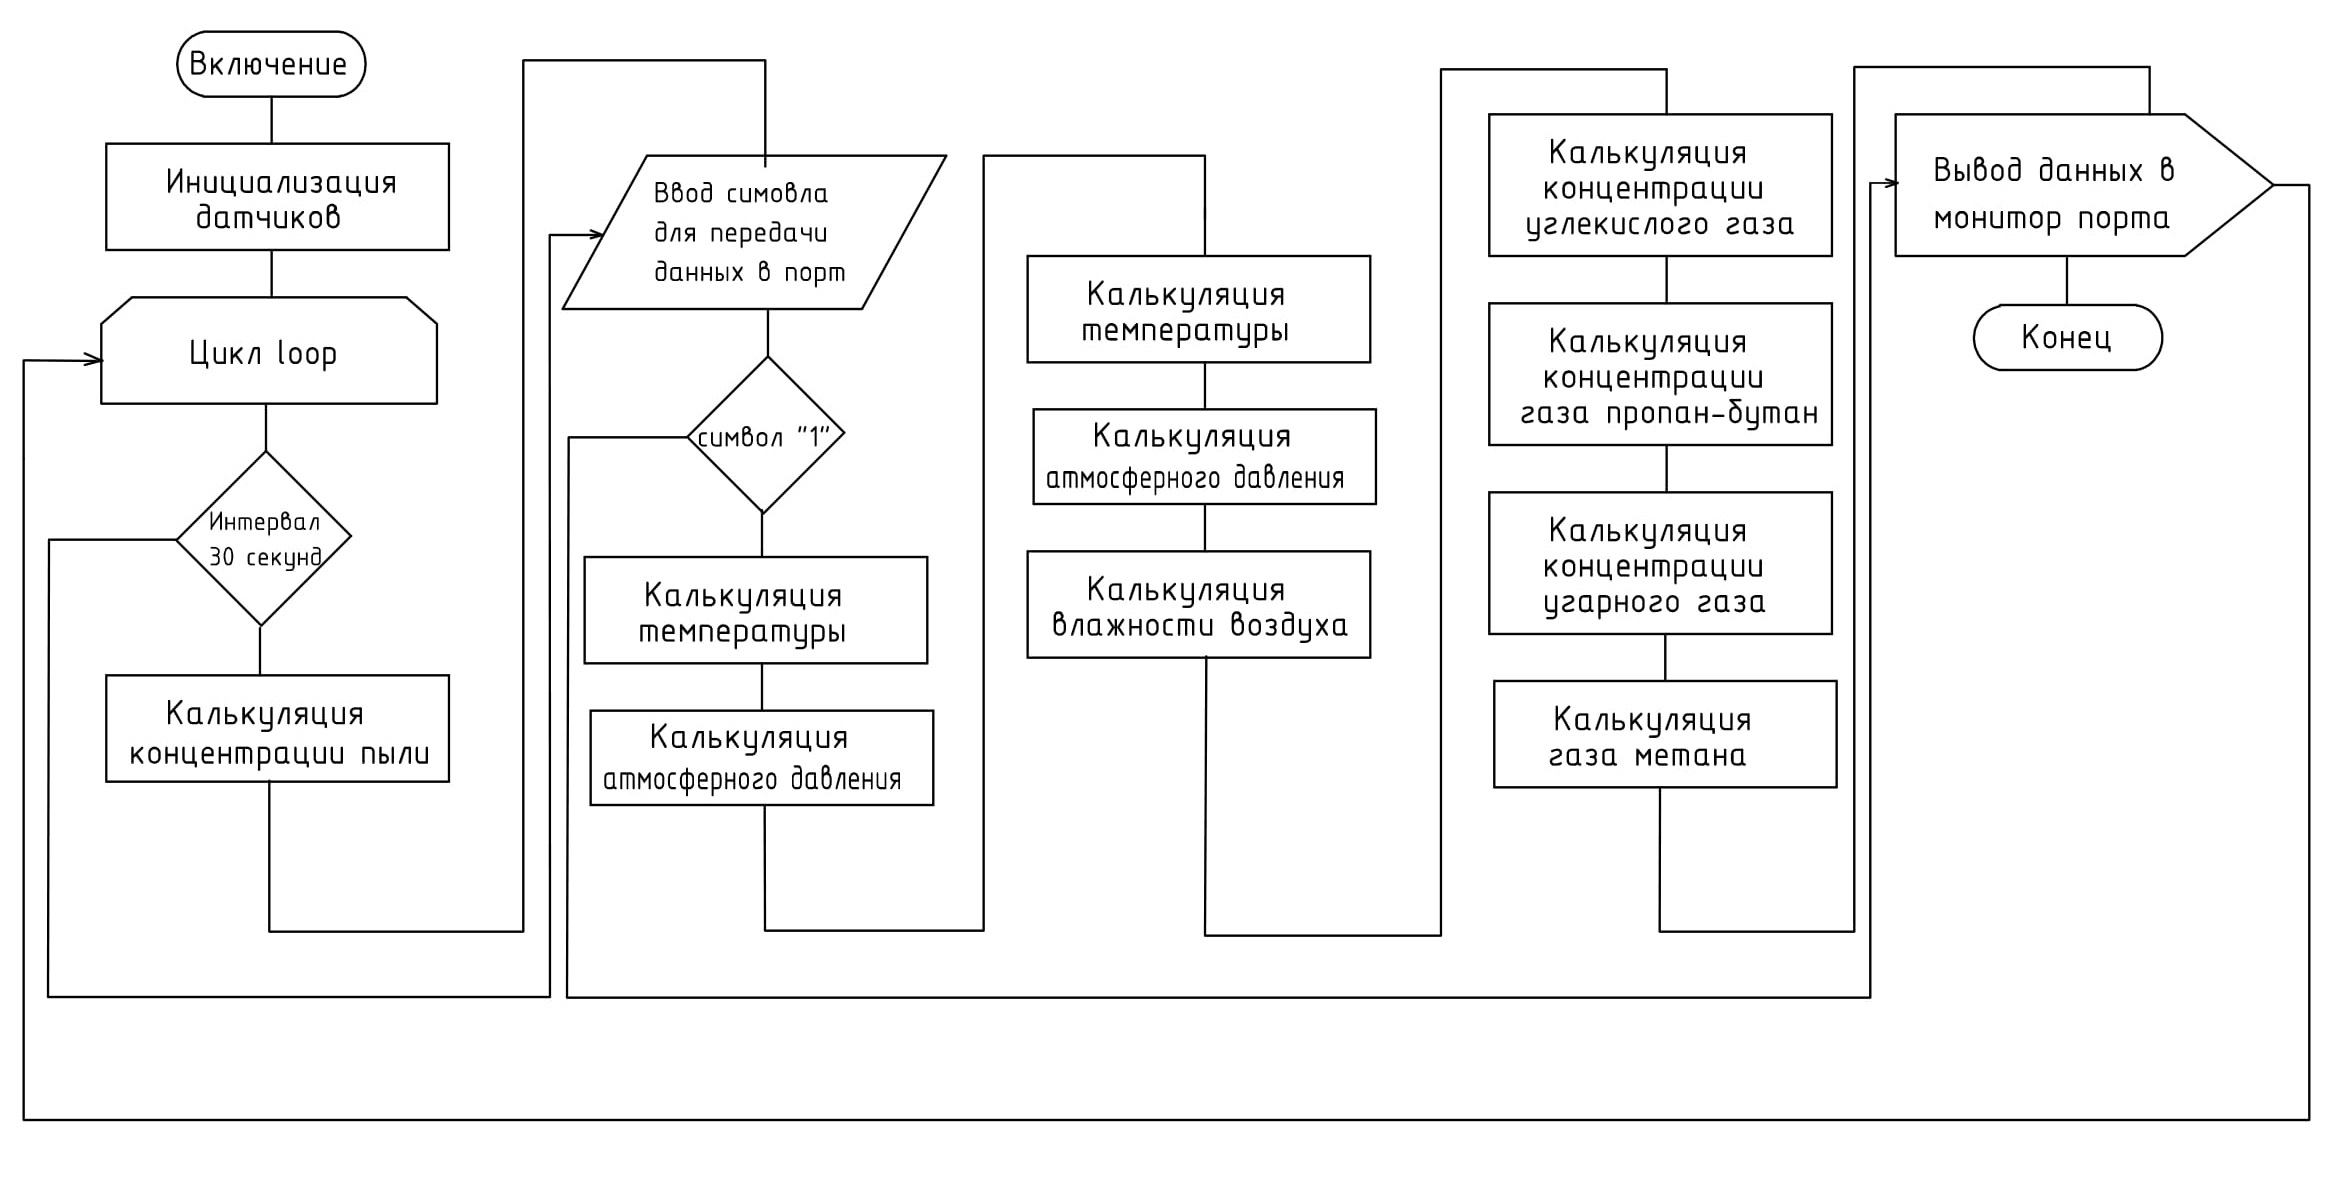 Включение
Инициализация
датчиков
Цикл loop
Интервал
30 секунд
Калькуляция
концентрации пыли
Ввод симовла
для передачи
данных в порт
символ "1"
Калькуляция
температуры
Калькуляция
атмосферного давления
Калькуляция
температуры
Калькуляция
атмосферного давления
Калькуляция
влажности воздуха
Калькуляция
концентрации
углекислого газа
Калькуляция
концентрации
газа пропан-бутан
Калькуляция
концентрации
угарного газа
Калькуляция
газа метана
Вывод данных в
монитор порта
Конец